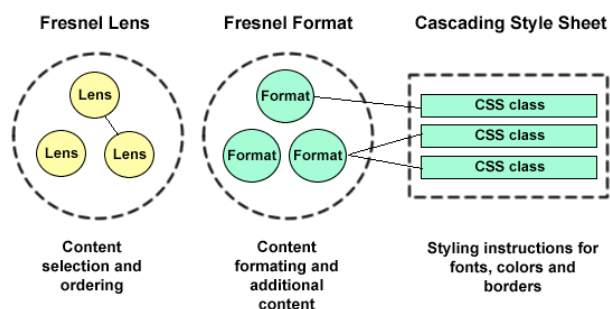 Fresnel Lens
Fresnel Format
Cascading Style Sheet
Lens
Lens
Lens
Format
Format
Format
CSS class
CSS class
CSS class
Content
selection and
ordering
Content
formating and
additional
content
Styling instructions for
fonts, colors and
borders